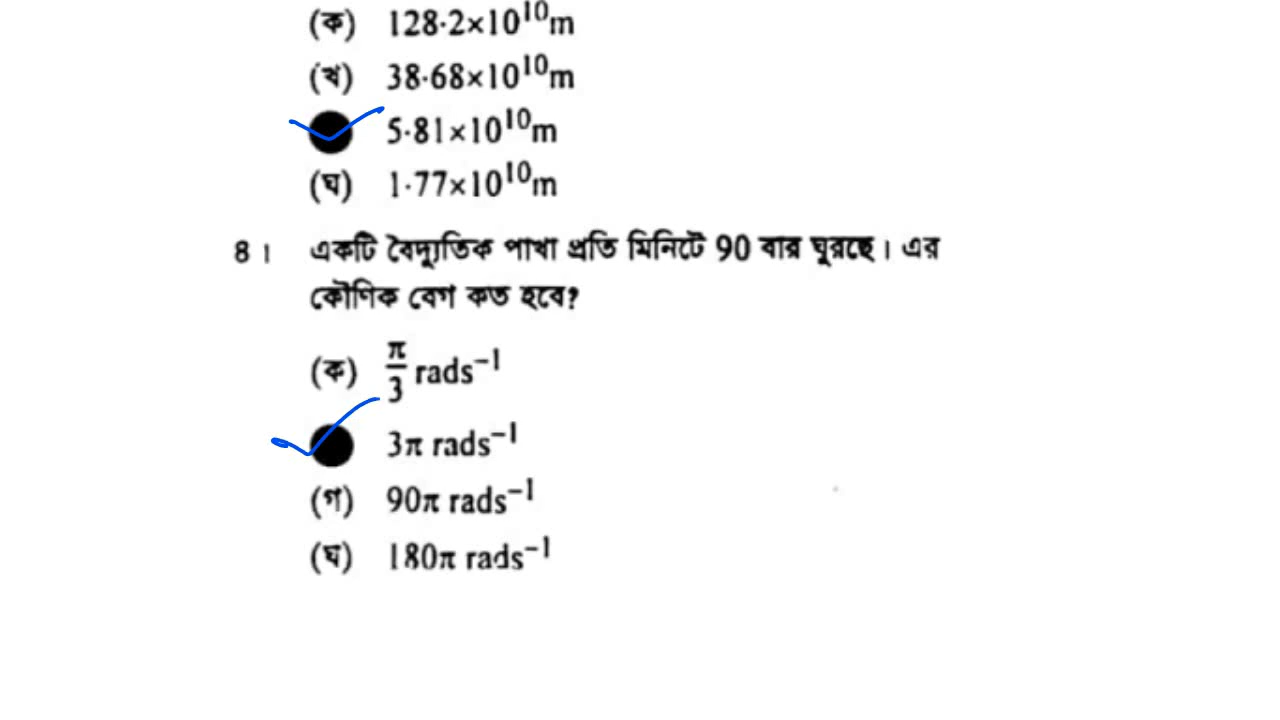 (ক) 128·2×10¹⁰m
(খ) 38·68×10¹⁰m
5·81×10¹⁰m
(ঘ) 1·77×10¹⁰m
8। একটি বৈদ্যুতিক পাখা প্রতি মিনিটে 90 বার ঘুরছে। এর
কৌণিক বেগ কত হবে?
(ক) π/3 rads⁻¹
3π rads⁻¹
(গ) 90π rads⁻¹
(ঘ) 180π rads⁻¹